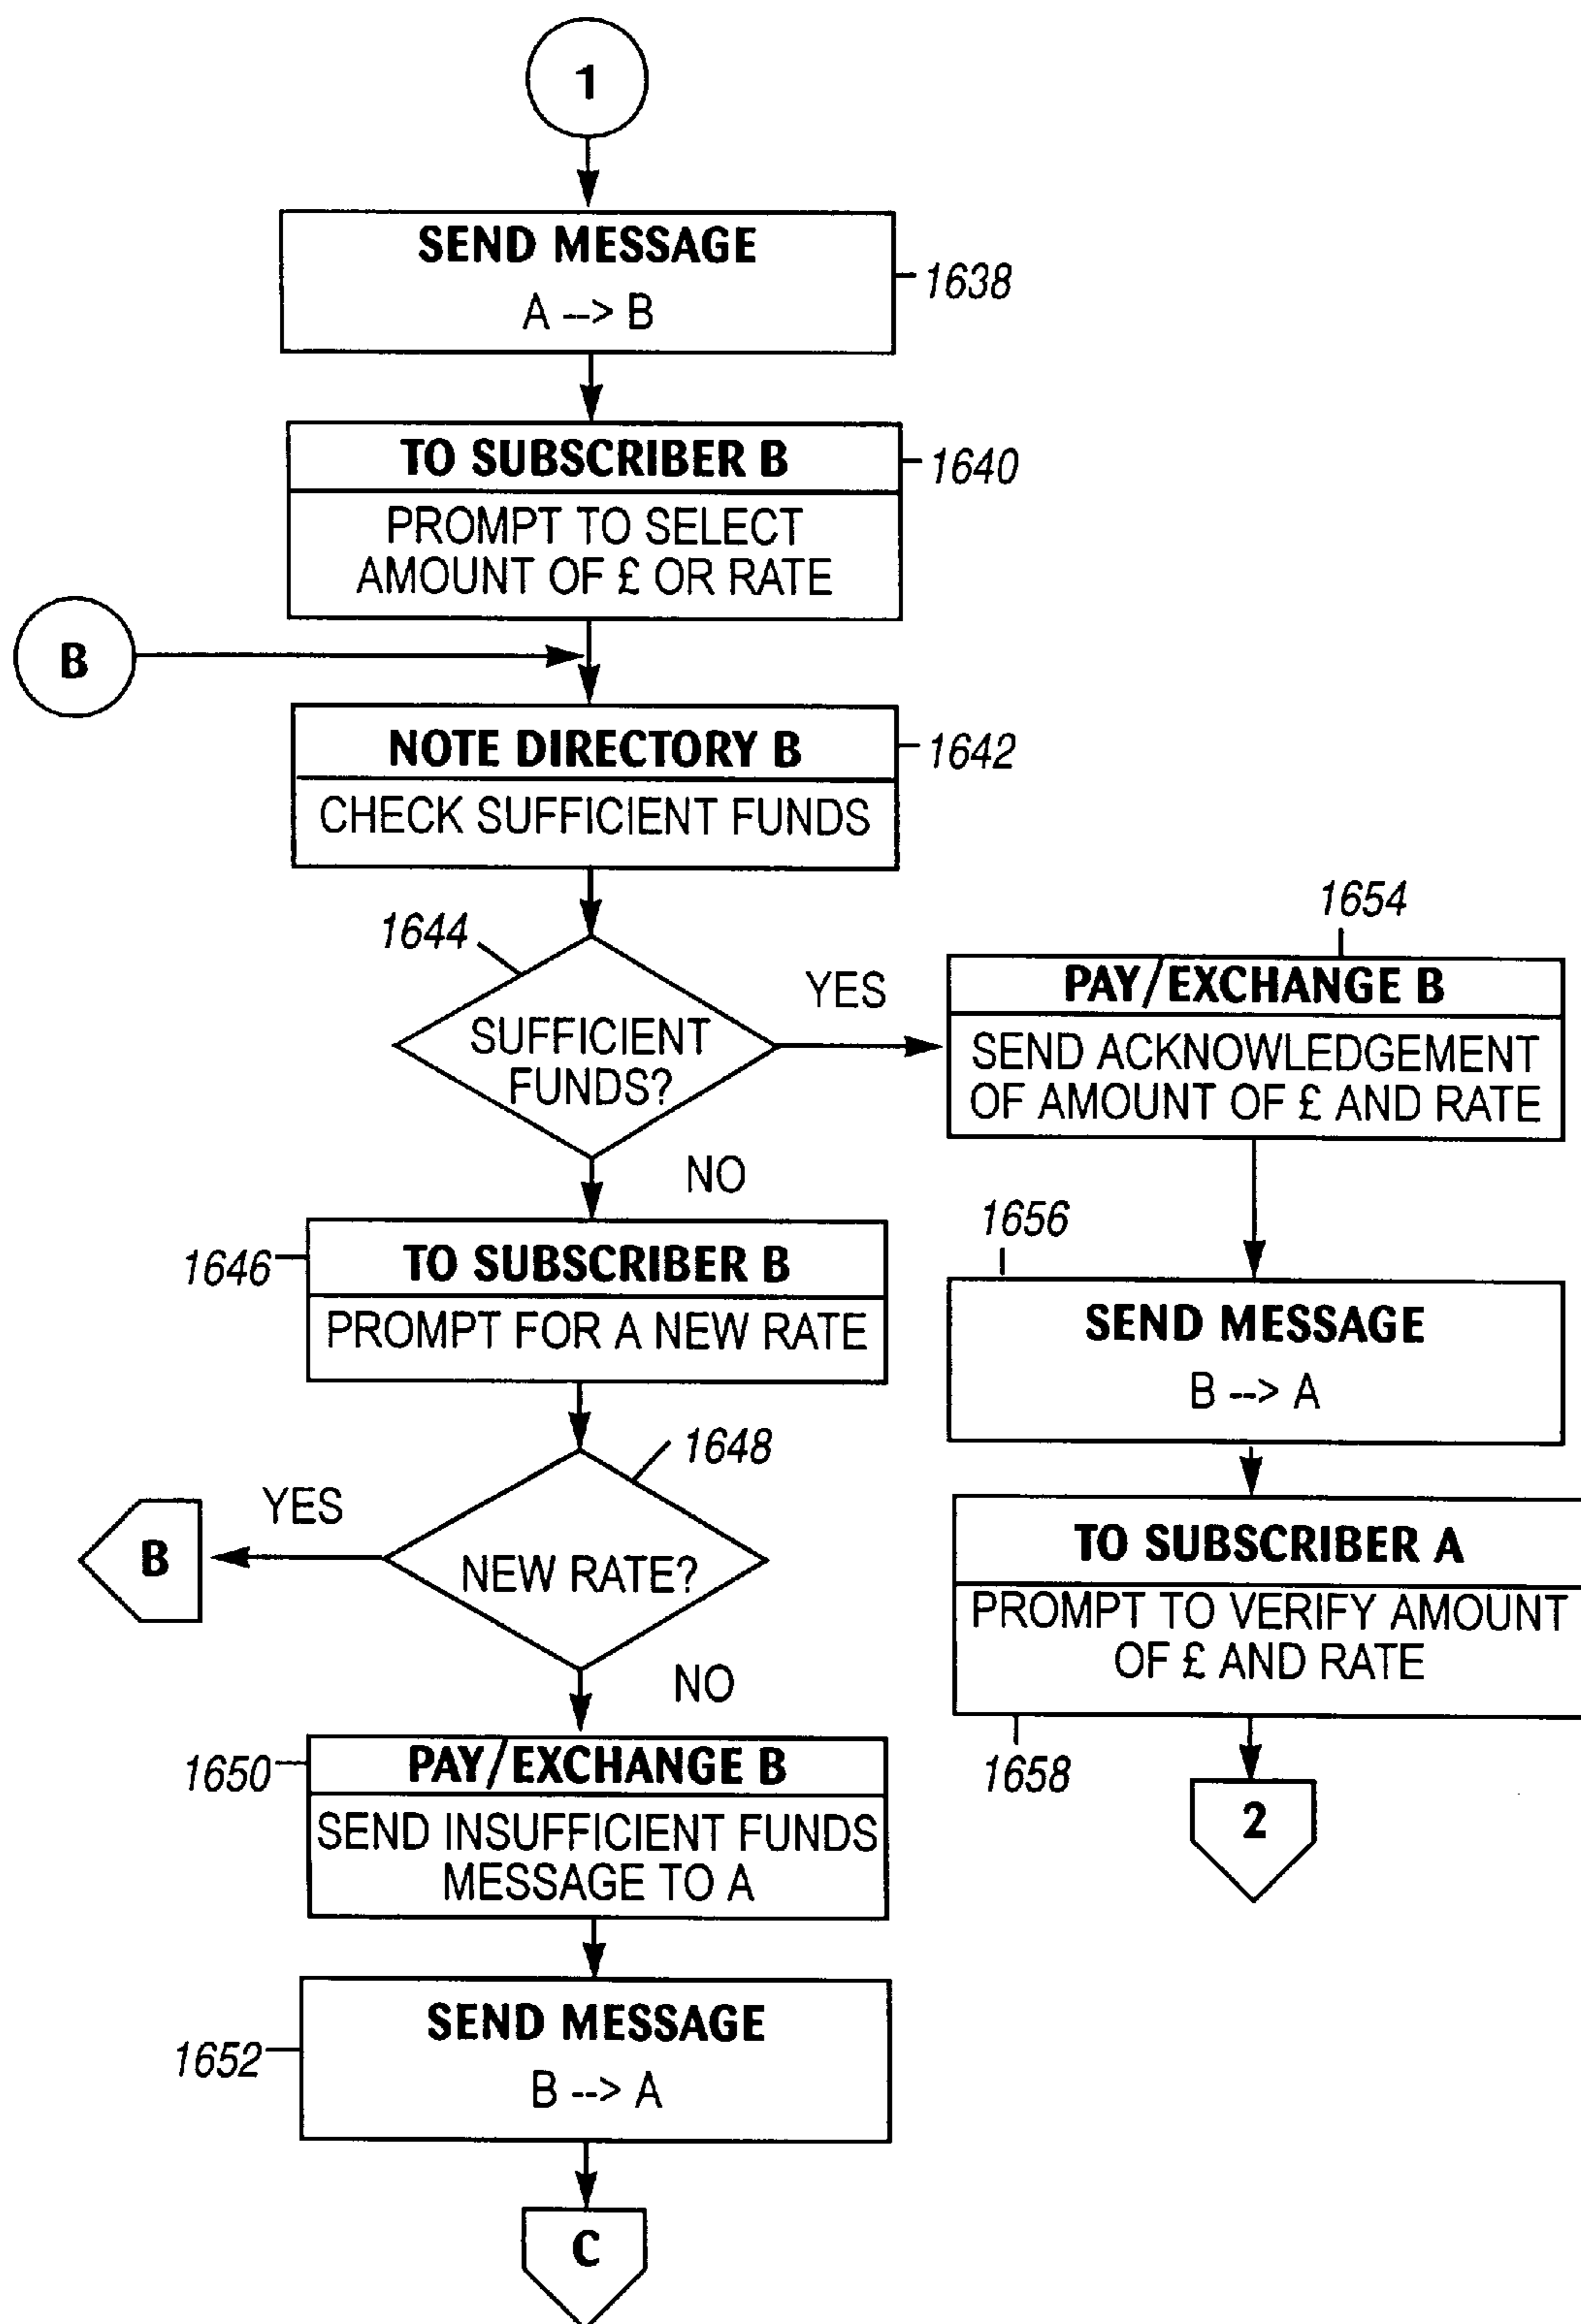 1
SEND MESSAGE
1638
A --> B
TO SUBSCRIBER B
1640
PROMPT TO SELECT
AMOUNT OF £ OR RATE
B
NOTE DIRECTORY B
1642
CHECK SUFFICIENT FUNDS
1644
SUFFICIENT
FUNDS?
YES
NO
1646
TO SUBSCRIBER B
PROMPT FOR A NEW RATE
1648
NEW RATE?
YES
B
NO
1650
PAY/EXCHANGE B
SEND INSUFFICIENT FUNDS
MESSAGE TO A
SEND MESSAGE
1652
B --> A
C
1654
PAY/EXCHANGE B
SEND ACKNOWLEDGEMENT
OF AMOUNT OF £ AND RATE
1656
SEND MESSAGE
B --> A
TO SUBSCRIBER A
PROMPT TO VERIFY AMOUNT
OF £ AND RATE
1658
2